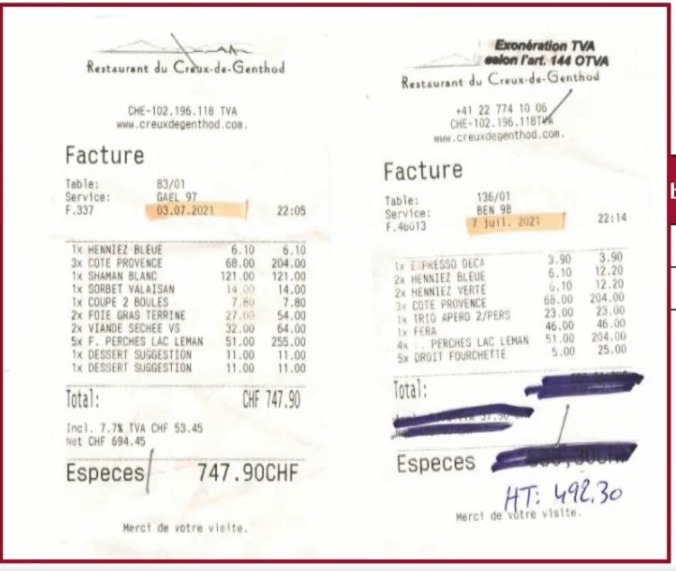 Restaurant du Creux-de-Genthod
CHE-102.196.118 TVA
www.creuxdegenthod.com.
Facture
Table: 83/01
Service: GAEL 97
F.337 03.07.2021 22:05
1x HENNIEZ BLEUE 6.10 6.10
3x COTE PROVENCE 68.00 204.00
1x SHAMAN BLANC 121.00 121.00
1x SORBET VALAISAN 14.00 14.00
1x COUPE 2 BOULES 7.80 7.80
2x FOIE GRAS TERRINE 27.00 54.00
2x VIANDE SECHEE VS 32.00 64.00
5x F. PERCHES LAC LEMAN 51.00 255.00
1x DESSERT SUGGESTION 11.00 11.00
1x DESSERT SUGGESTION 11.00 11.00
Total: CHF 747.90
Incl. 7.7% TVA CHF 53.45
Net CHF 694.45
Especes 747.90CHF
Merci de votre visite.
Exonération TVA
selon l'art. 144 OTVA
Restaurant du Creux-de-Genthod
+41 22 774 10 06
CHE-102.196.118TVA
www.creuxdegenthod.com.
Facture
Table: 136/01
Service: BEN 98
F.46013 7 juil. 2021 22:14
1x EXPRESSO DECA 3.90 3.90
2x HENNIEZ BLEUE 6.10 12.20
2x HENNIEZ VERTE 6.10 12.20
3x COTE PROVENCE 68.00 204.00
1x TRIO APERO 2/PERS 23.00 23.00
1x FERA 46.00 46.00
4x PERCHES LAC LEMAN 51.00 204.00
5x DROIT FOURCHETTE 5.00 25.00
Total:
Especes
HT: 492.30
Merci de votre visite.